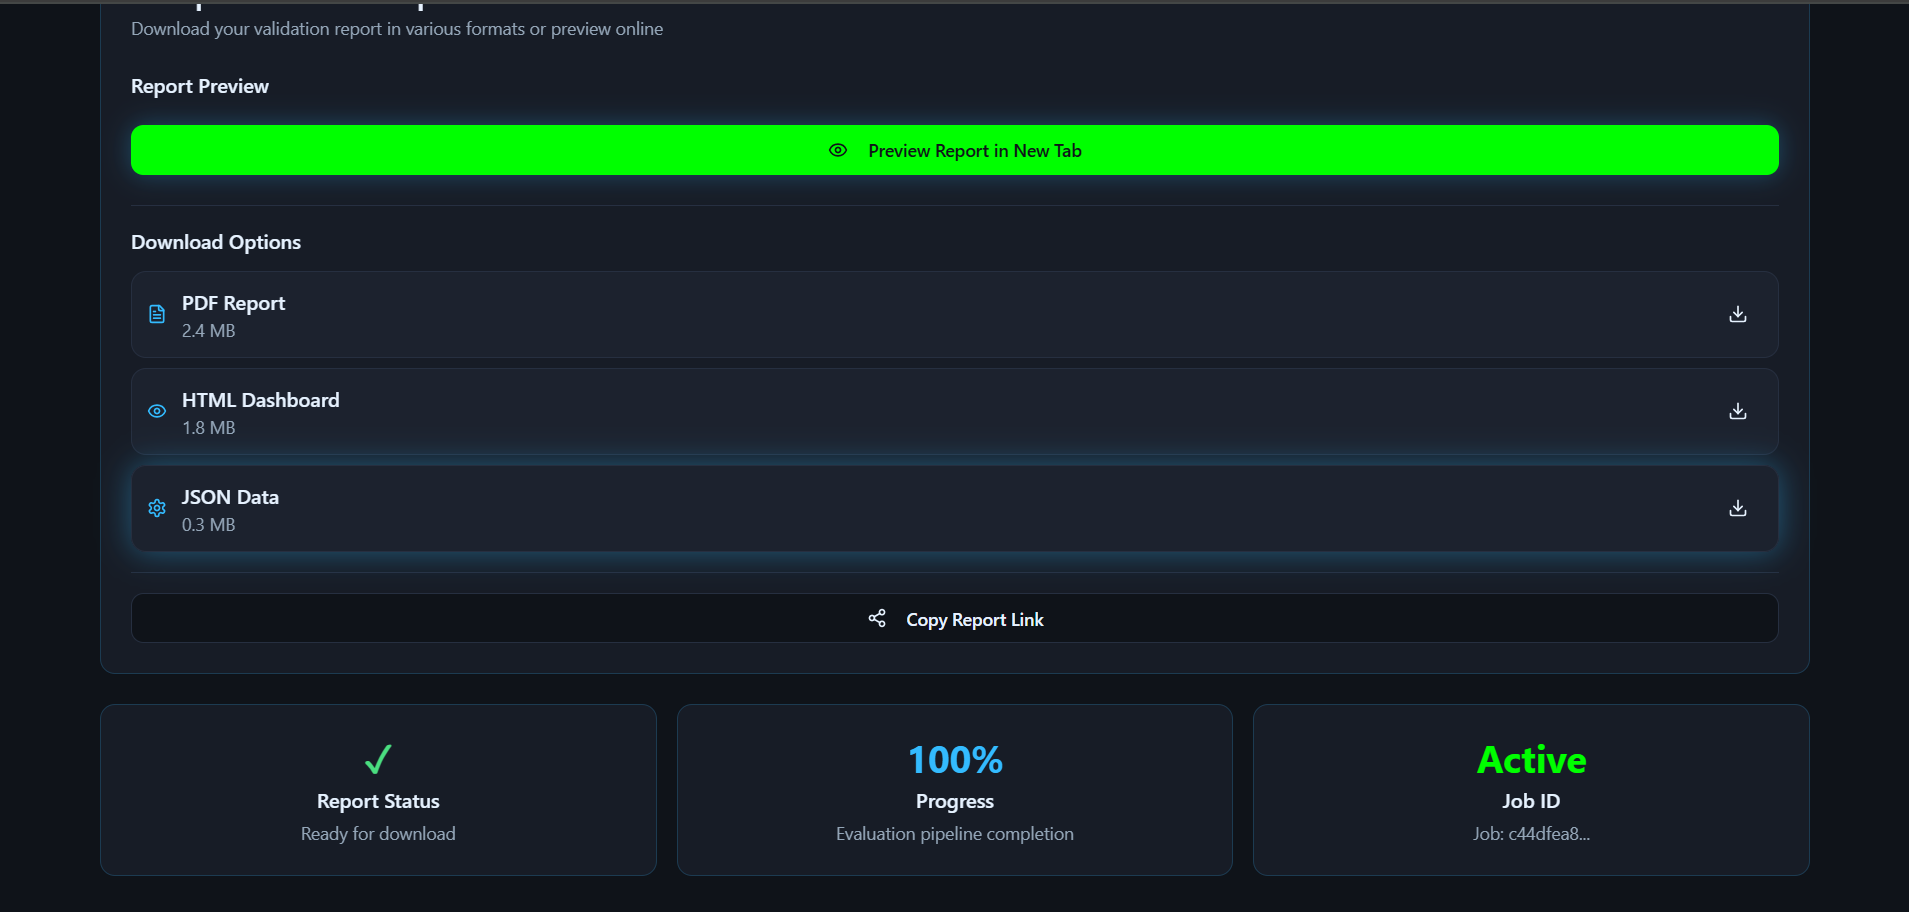 Download your validation report in various formats or preview online
Report Preview
Preview Report in New Tab
Download Options
PDF Report
2.4 MB
HTML Dashboard
1.8 MB
JSON Data
0.3 MB
Copy Report Link
✓
Report Status
Ready for download
100%
Progress
Evaluation pipeline completion
Active
Job ID
Job: c44dfea8...